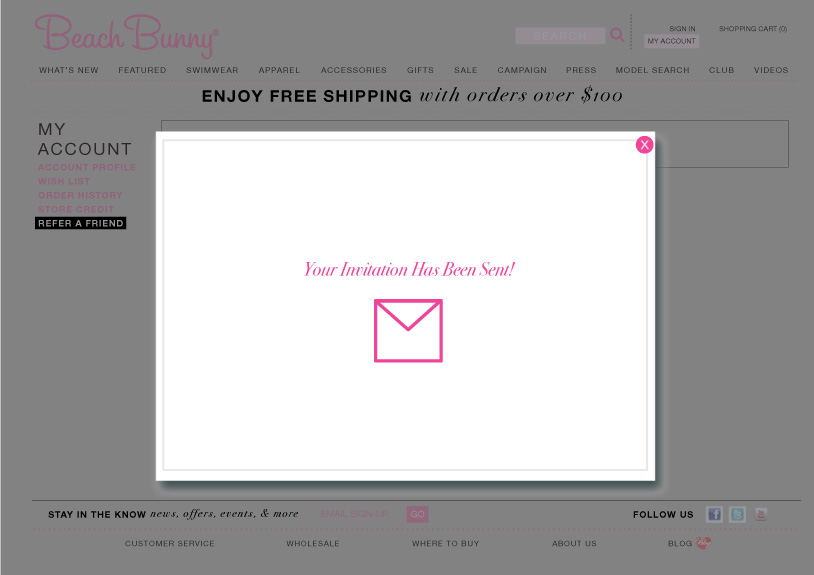 Beach Bunny®
SEARCH
SIGN IN
MY ACCOUNT
SHOPPING CART (0)
WHAT'S NEW FEATURED SWIMWEAR APPAREL ACCESSORIES GIFTS SALE CAMPAIGN PRESS MODEL SEARCH CLUB VIDEOS
ENJOY FREE SHIPPING with orders over $100
MY
ACCOUNT
ACCOUNT PROFILE
WISH LIST
ORDER HISTORY
STORE CREDIT
REFER A FRIEND
X
Your Invitation Has Been Sent!
STAY IN THE KNOW news, offers, events, & more EMAIL SIGN-UP GO FOLLOW US
CUSTOMER SERVICE WHOLESALE WHERE TO BUY ABOUT US BLOG